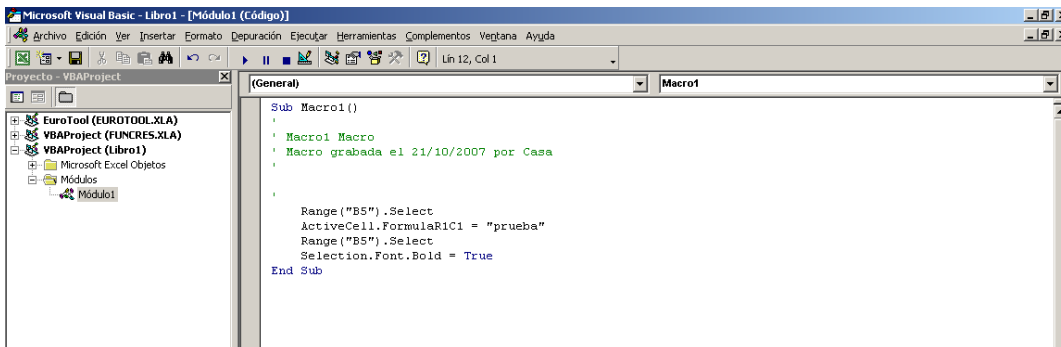 Microsoft Visual Basic - Libro1 - [Módulo1 (Código)]
Archivo Edición Ver Insertar Formato Depuración Ejecutar Herramientas Complementos Ventana Ayuda
Lín 12, Col 1
Proyecto - VBAProject
EuroTool (EUROTOOL.XLA)
VBAProject (FUNCRES.XLA)
VBAProject (Libro1)
Microsoft Excel Objetos
Módulos
Módulo1
(General)
Macro1
Sub Macro1()
'
' Macro1 Macro
' Macro grabada el 21/10/2007 por Casa
'
'
Range("B5").Select
ActiveCell.FormulaR1C1 = "prueba"
Range("B5").Select
Selection.Font.Bold = True
End Sub